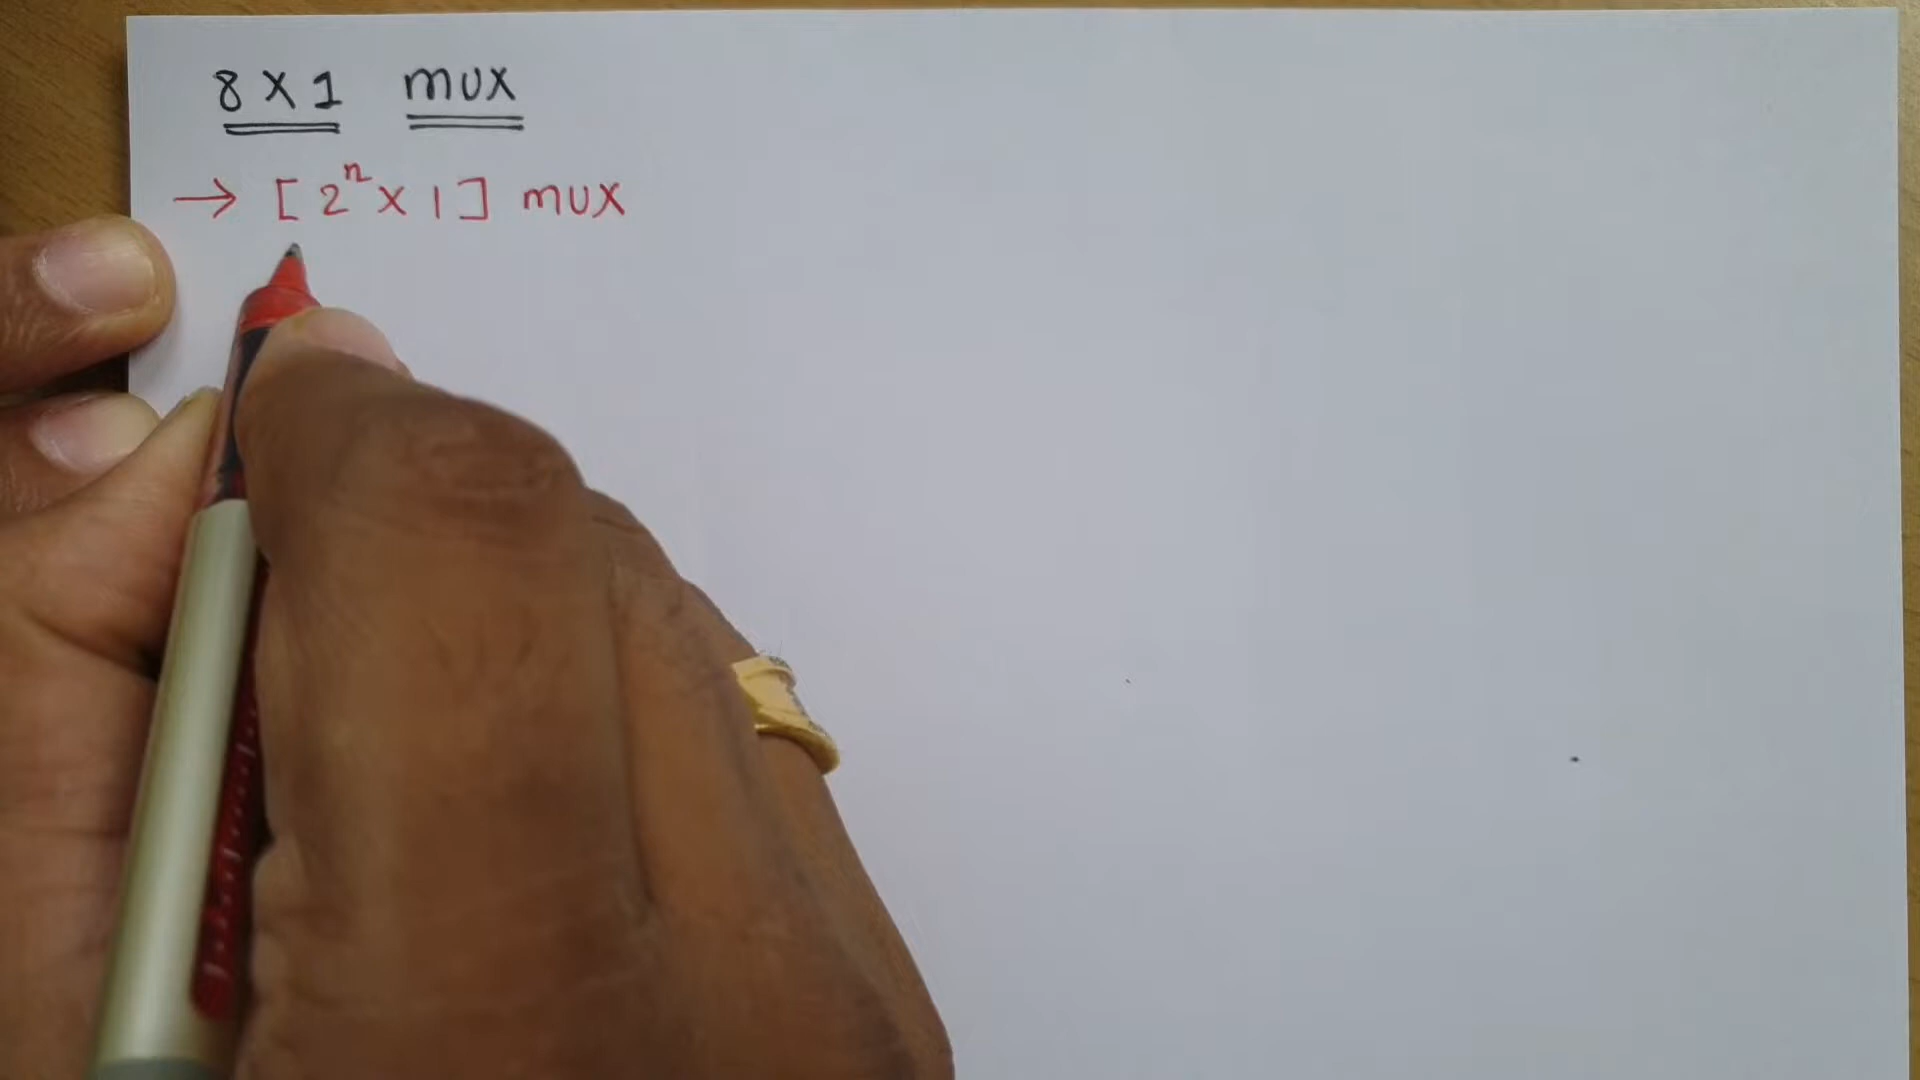 8 X 1 mux
→ [ 2ⁿ X 1 ] mux